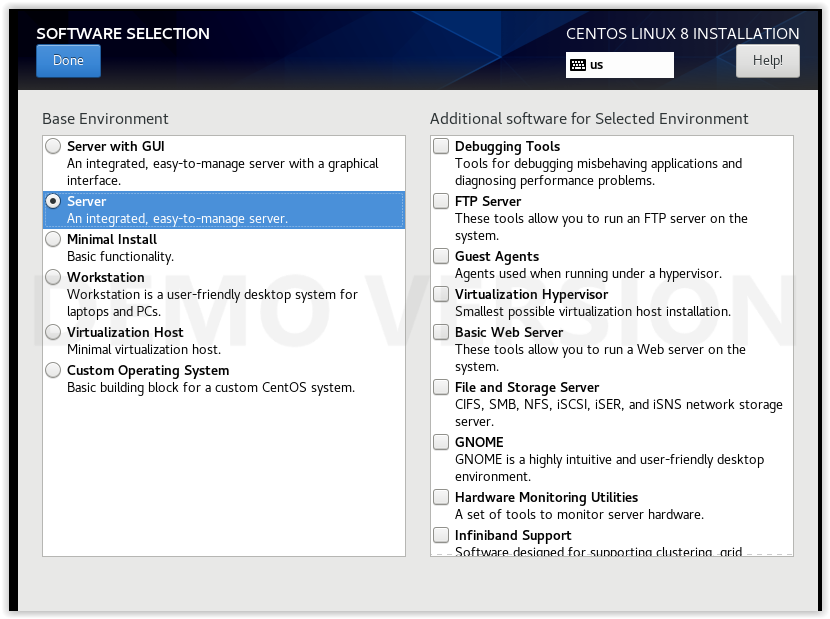 SOFTWARE SELECTION
CENTOS LINUX 8 INSTALLATION
Done
us
Help!
Base Environment
Server with GUI
An integrated, easy-to-manage server with a graphical
interface.
Server
An integrated, easy-to-manage server.
Minimal Install
Basic functionality.
Workstation
Workstation is a user-friendly desktop system for
laptops and PCs.
Virtualization Host
Minimal virtualization host.
Custom Operating System
Basic building block for a custom CentOS system.
Additional software for Selected Environment
Debugging Tools
Tools for debugging misbehaving applications and
diagnosing performance problems.
FTP Server
These tools allow you to run an FTP server on the
system.
Guest Agents
Agents used when running under a hypervisor.
Virtualization Hypervisor
Smallest possible virtualization host installation.
Basic Web Server
These tools allow you to run a Web server on the
system.
File and Storage Server
CIFS, SMB, NFS, iSCSI, iSER, and iSNS network storage
server.
GNOME
GNOME is a highly intuitive and user-friendly desktop
environment.
Hardware Monitoring Utilities
A set of tools to monitor server hardware.
Infiniband Support
Software designed for supporting clustering, grid
DEMO VERSION